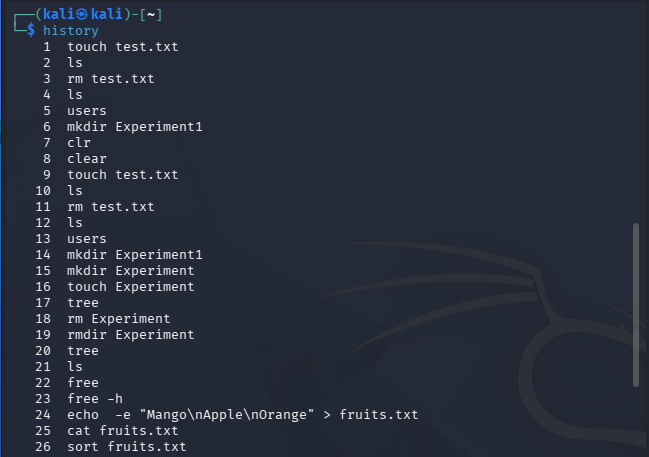 ┌──(kali㉿kali)-[~]
└─$ history
1 touch test.txt
2 ls
3 rm test.txt
4 ls
5 users
6 mkdir Experiment1
7 clr
8 clear
9 touch test.txt
10 ls
11 rm test.txt
12 ls
13 users
14 mkdir Experiment1
15 mkdir Experiment
16 touch Experiment
17 tree
18 rm Experiment
19 rmdir Experiment
20 tree
21 ls
22 free
23 free -h
24 echo  -e "Mango\nApple\nOrange" > fruits.txt
25 cat fruits.txt
26 sort fruits.txt